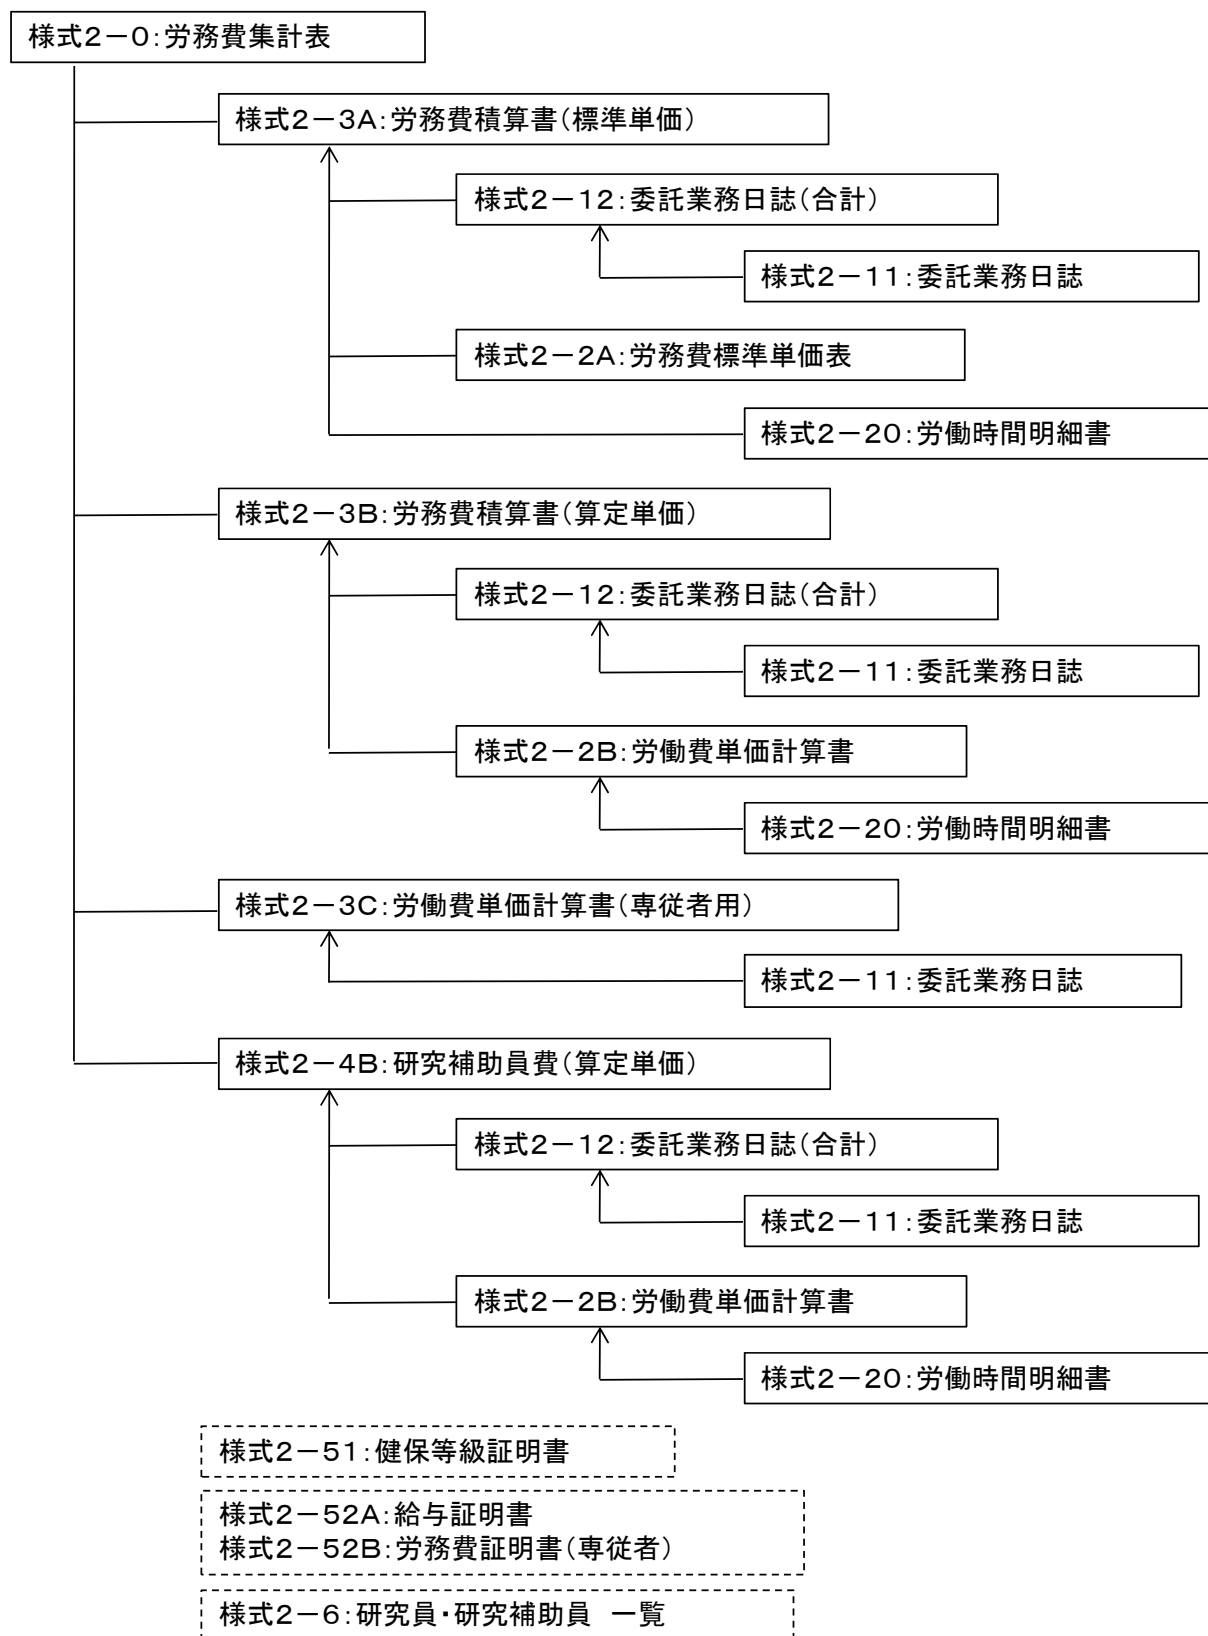 様式2－0：労務費集計表
様式2－3A：労務費積算書（標準単価）
様式2－12：委託業務日誌（合計）
様式2－11：委託業務日誌
様式2－2A：労務費標準単価表
様式2－20：労働時間明細書
様式2－3B：労務費積算書（算定単価）
様式2－12：委託業務日誌（合計）
様式2－11：委託業務日誌
様式2－2B：労働費単価計算書
様式2－20：労働時間明細書
様式2－3C：労働費単価計算書（専従者用）
様式2－11：委託業務日誌
様式2－4B：研究補助員費（算定単価）
様式2－12：委託業務日誌（合計）
様式2－11：委託業務日誌
様式2－2B：労働費単価計算書
様式2－20：労働時間明細書
様式2－51：健保等級証明書
様式2－52A：給与証明書
様式2－52B：労務費証明書（専従者）
様式2－6：研究員・研究補助員　一覧